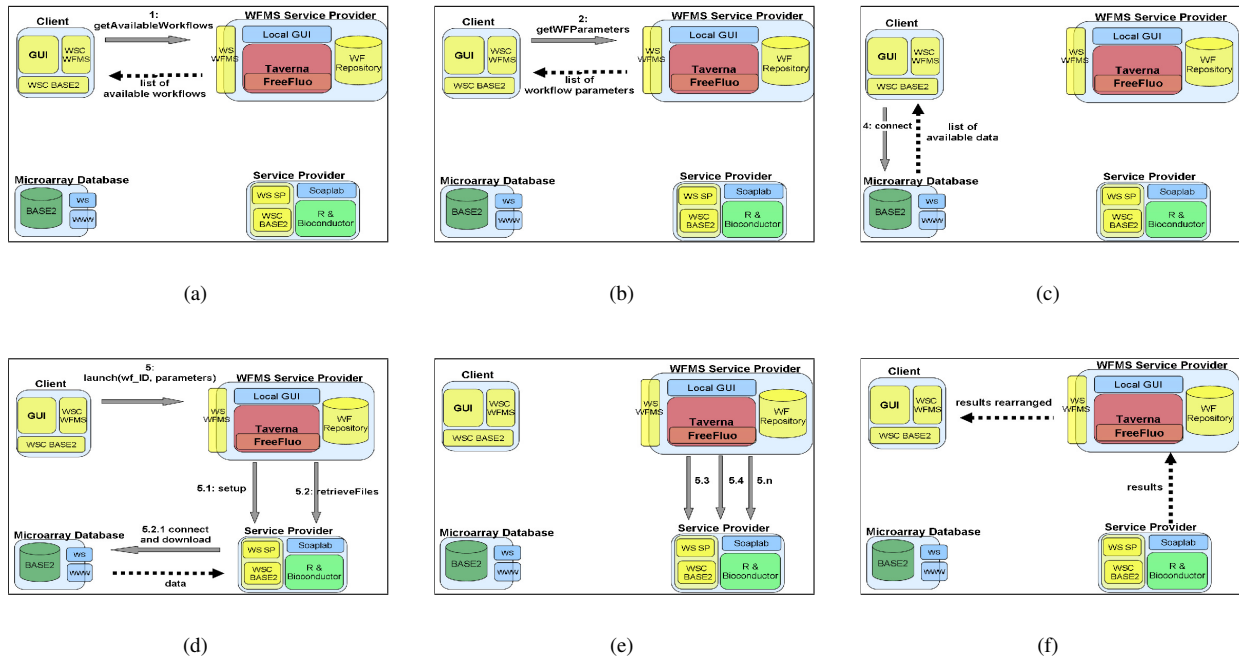 1:
getAvailableWorkflows
Client
WFMS Service Provider
GUI
WSC
WFMS
WSC BASE2
WS
WFMS
Local GUI
Taverna
FreeFluo
WF
Repository
list of
available workflows
Microarray Database
BASE2
ws
www
Service Provider
WS SP
Soaplab
WSC
BASE2
R &
Bioconductor
(a)
2:
getWFParameters
Client
WFMS Service Provider
GUI
WSC
WFMS
WSC BASE2
WS
WFMS
Local GUI
Taverna
FreeFluo
WF
Repository
list of
workflow parameters
Microarray Database
BASE2
ws
www
Service Provider
WS SP
Soaplab
WSC
BASE2
R &
Bioconductor
(b)
Client
WFMS Service Provider
GUI
WSC
WFMS
WSC BASE2
WS
WFMS
Local GUI
Taverna
FreeFluo
WF
Repository
4: connect
list of
available data
Microarray Database
BASE2
ws
www
Service Provider
WS SP
Soaplab
WSC
BASE2
R &
Bioconductor
(c)
5:
launch(wf_ID, parameters)
Client
WFMS Service Provider
GUI
WSC
WFMS
WSC BASE2
WS
WFMS
Local GUI
Taverna
FreeFluo
WF
Repository
5.1: setup
5.2: retrieveFiles
5.2.1 connect
and download
data
Microarray Database
BASE2
ws
www
Service Provider
WS SP
Soaplab
WSC
BASE2
R &
Bioconductor
(d)
Client
WFMS Service Provider
GUI
WSC
WFMS
WSC BASE2
WS
WFMS
Local GUI
Taverna
FreeFluo
WF
Repository
5.3
5.4
5.n
Microarray Database
BASE2
ws
www
Service Provider
WS SP
Soaplab
WSC
BASE2
R &
Bioconductor
(e)
Client
WFMS Service Provider
GUI
WSC
WFMS
WSC BASE2
results rearranged
WS
WFMS
Local GUI
Taverna
FreeFluo
WF
Repository
results
Microarray Database
BASE2
ws
www
Service Provider
WS SP
Soaplab
WSC
BASE2
R &
Bioconductor
(f)